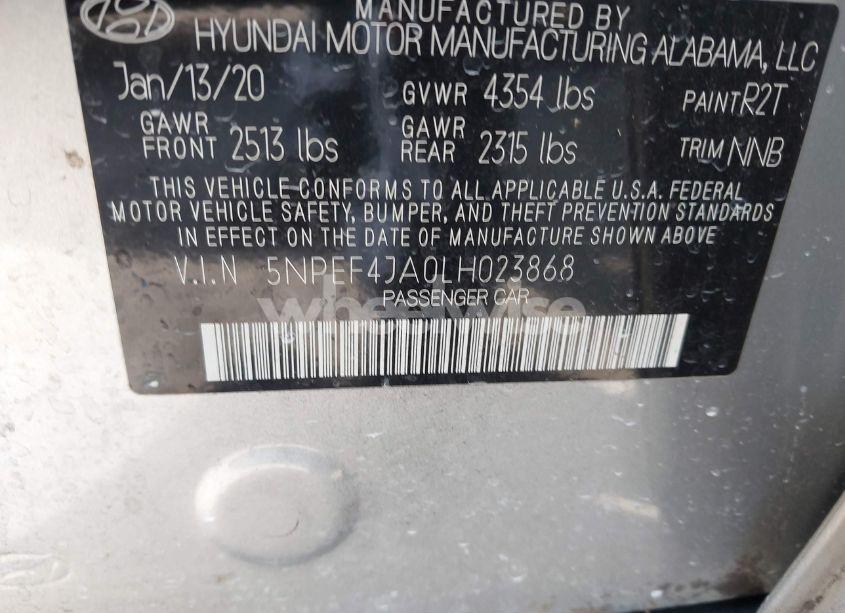 MANUFACTURED BY
HYUNDAI MOTOR MANUFACTURING ALABAMA, LLC
Jan/13/20 GVWR 4354 lbs PAINT R2T
GAWR FRONT 2513 lbs GAWR REAR 2315 lbs TRIM NNB
THIS VEHICLE CONFORMS TO ALL APPLICABLE U.S.A. FEDERAL
MOTOR VEHICLE SAFETY, BUMPER, AND THEFT PREVENTION STANDARDS
IN EFFECT ON THE DATE OF MANUFACTURE SHOWN ABOVE
V.I.N 5NPEF4JA0LH023868
PASSENGER CAR
wheelwise